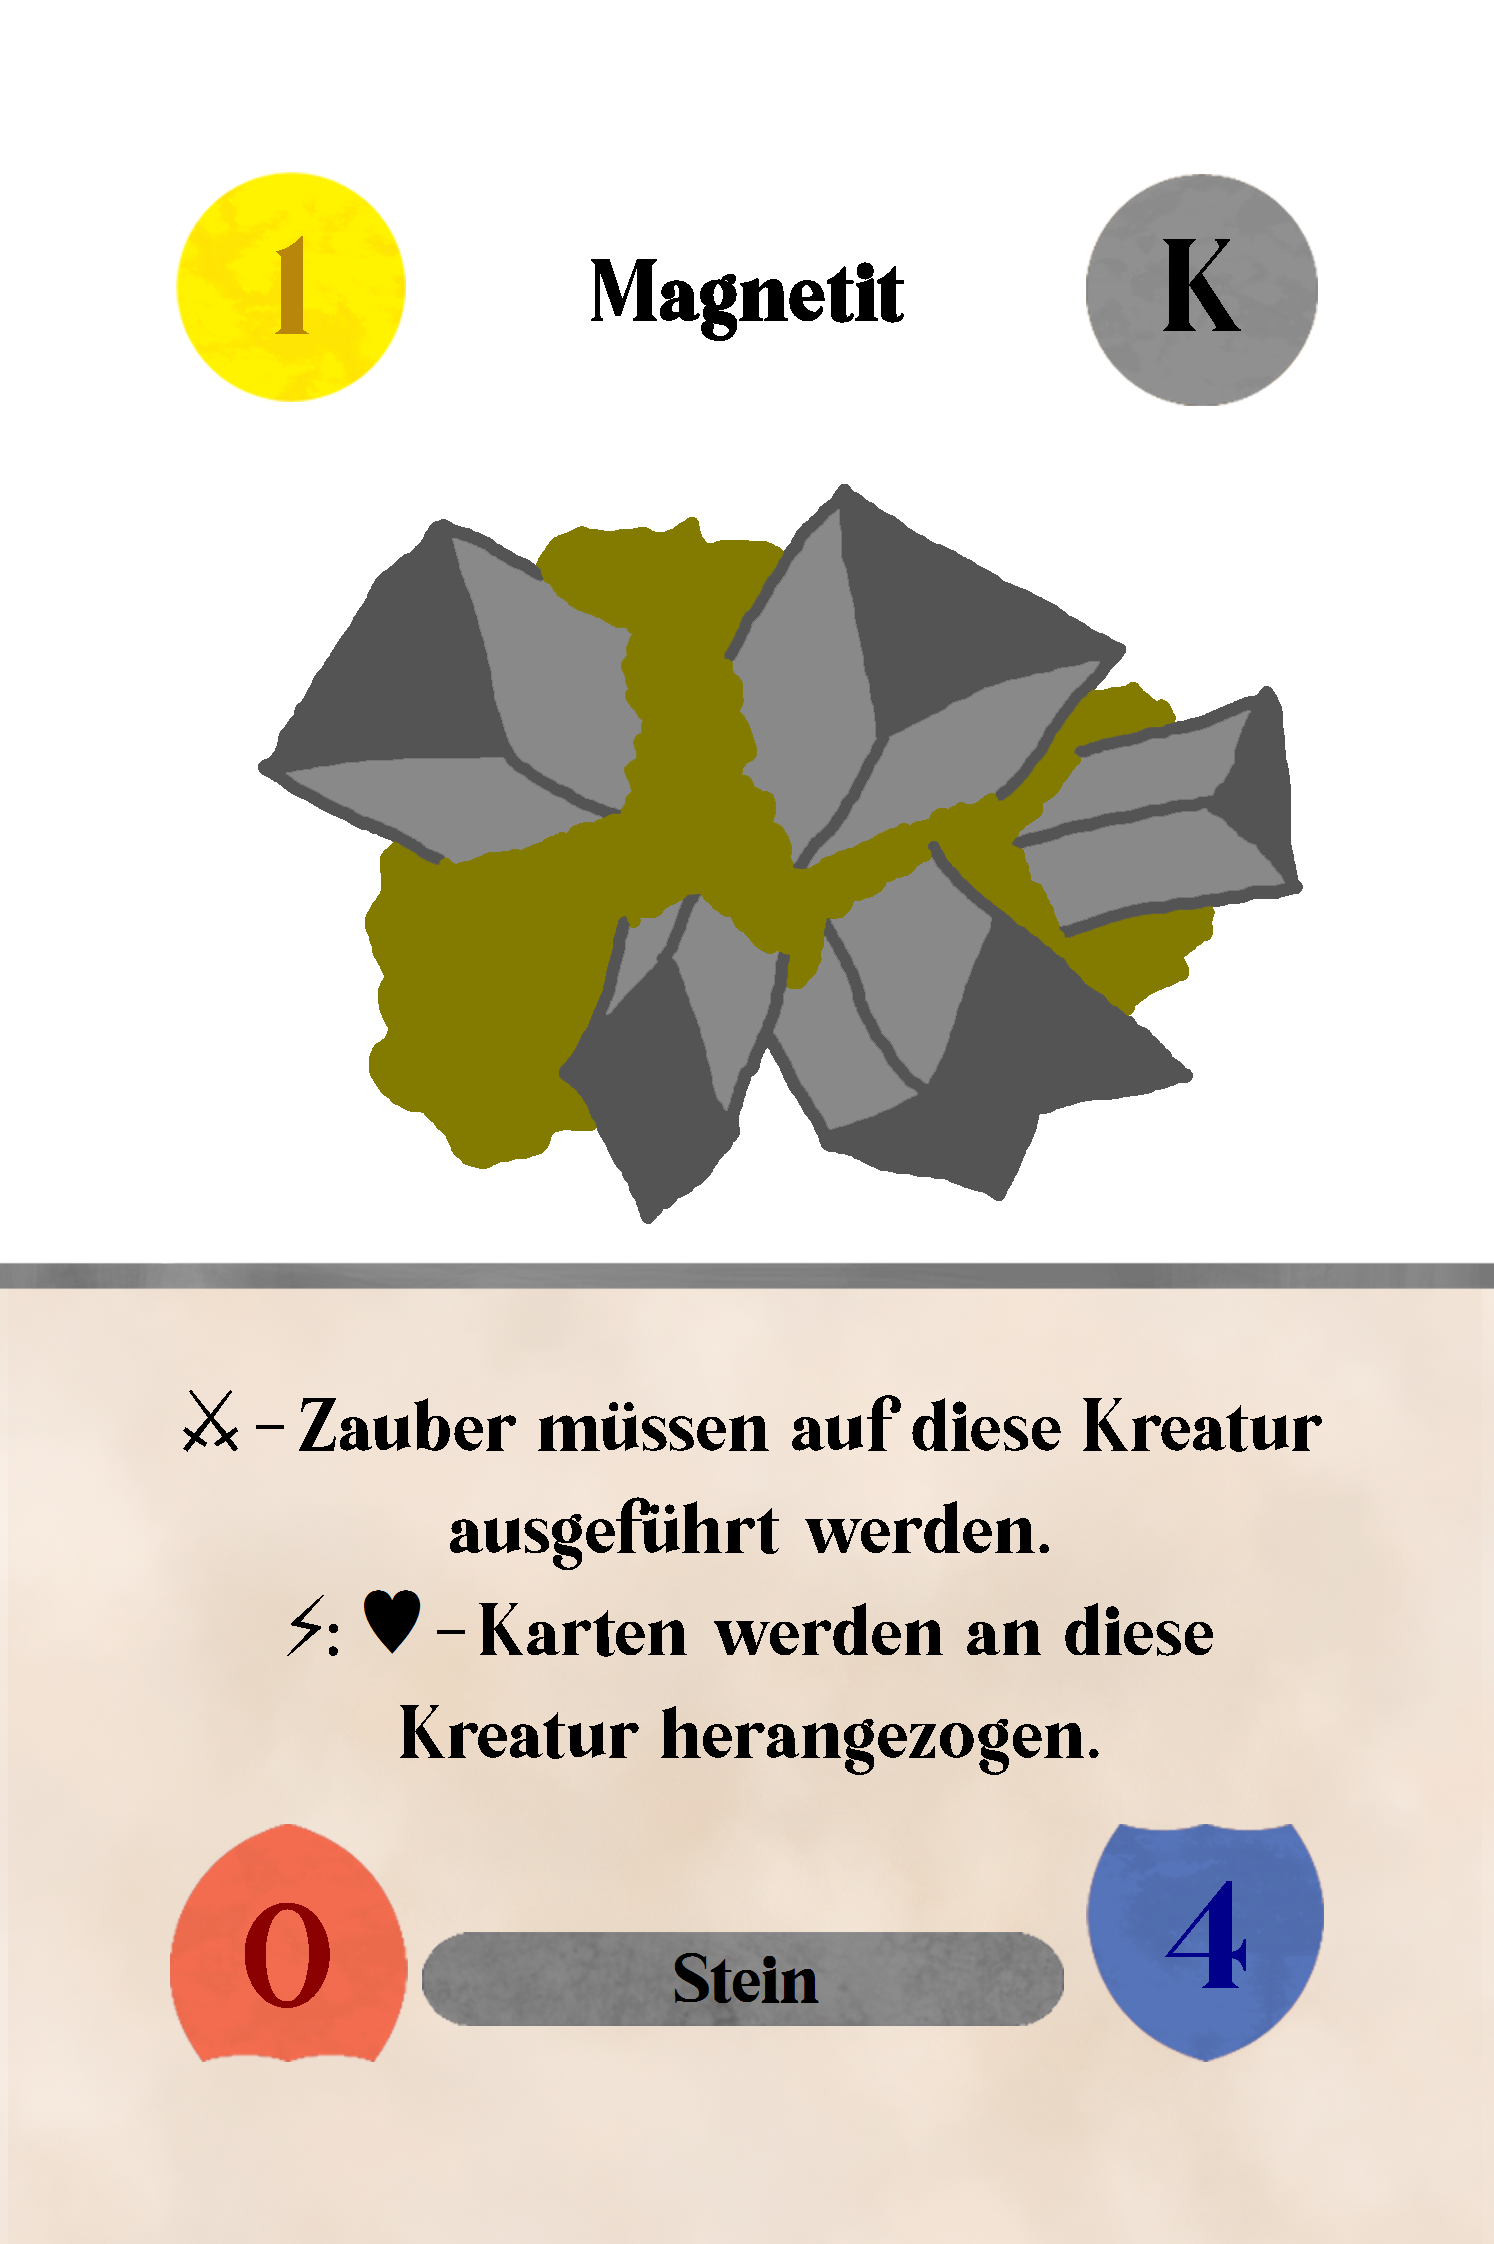 1
Magnetit
K
⚔ – Zauber müssen auf diese Kreatur
ausgeführt werden.
⚡: ♥ – Karten werden an diese
Kreatur herangezogen.
0
Stein
4